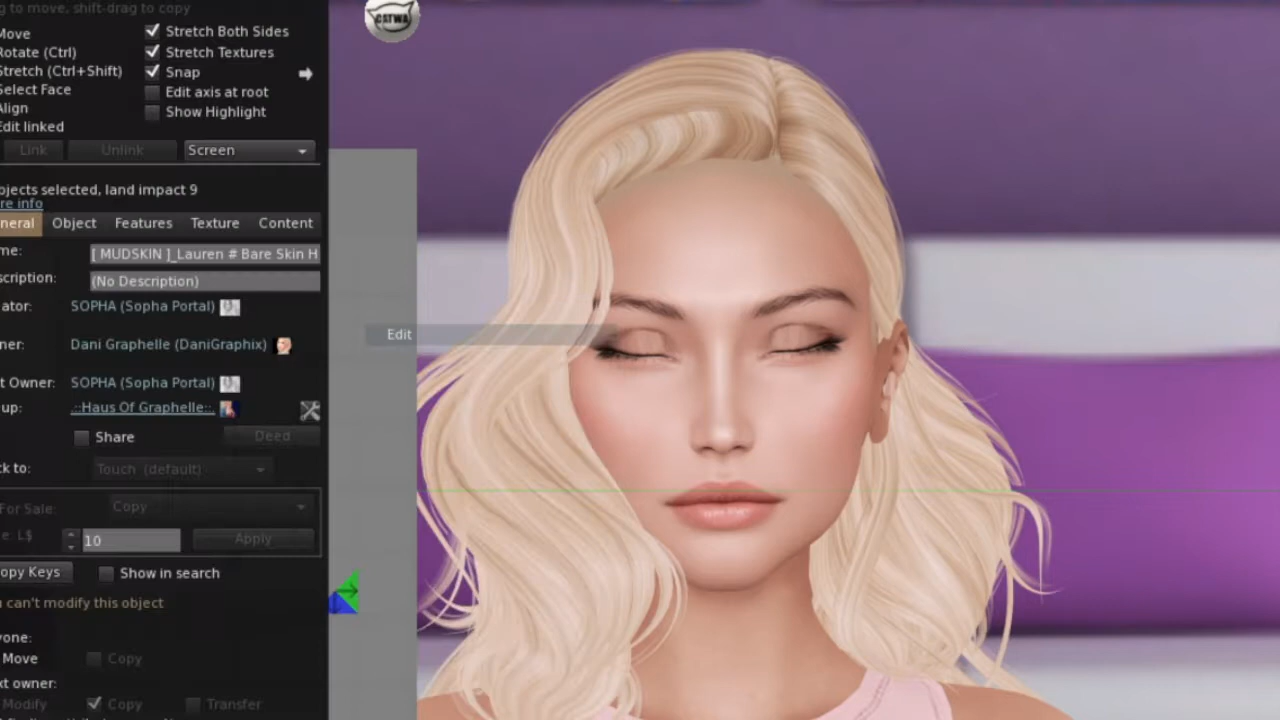 g to move, shift-drag to copy
CATWA
Move
Stretch Both Sides
Rotate (Ctrl)
Stretch Textures
Stretch (Ctrl+Shift)
Snap
Select Face
Edit axis at root
Align
Show Highlight
Edit linked
Link Unlink Screen
bjects selected, land impact 9
re info
neral Object Features Texture Content
me: [ MUDSKIN ]_Lauren # Bare Skin H
scription: (No Description)
ator: SOPHA (Sopha Portal)
Edit
ner: Dani Graphelle (DaniGraphix)
t Owner: SOPHA (Sopha Portal)
up: .::Haus Of Graphelle::.
Share Deed
ck to: Touch (default)
For Sale: Copy
e: L$ 10 Apply
opy Keys Show in search
u can't modify this object
yone:
Move Copy
xt owner:
Modify Copy Transfer